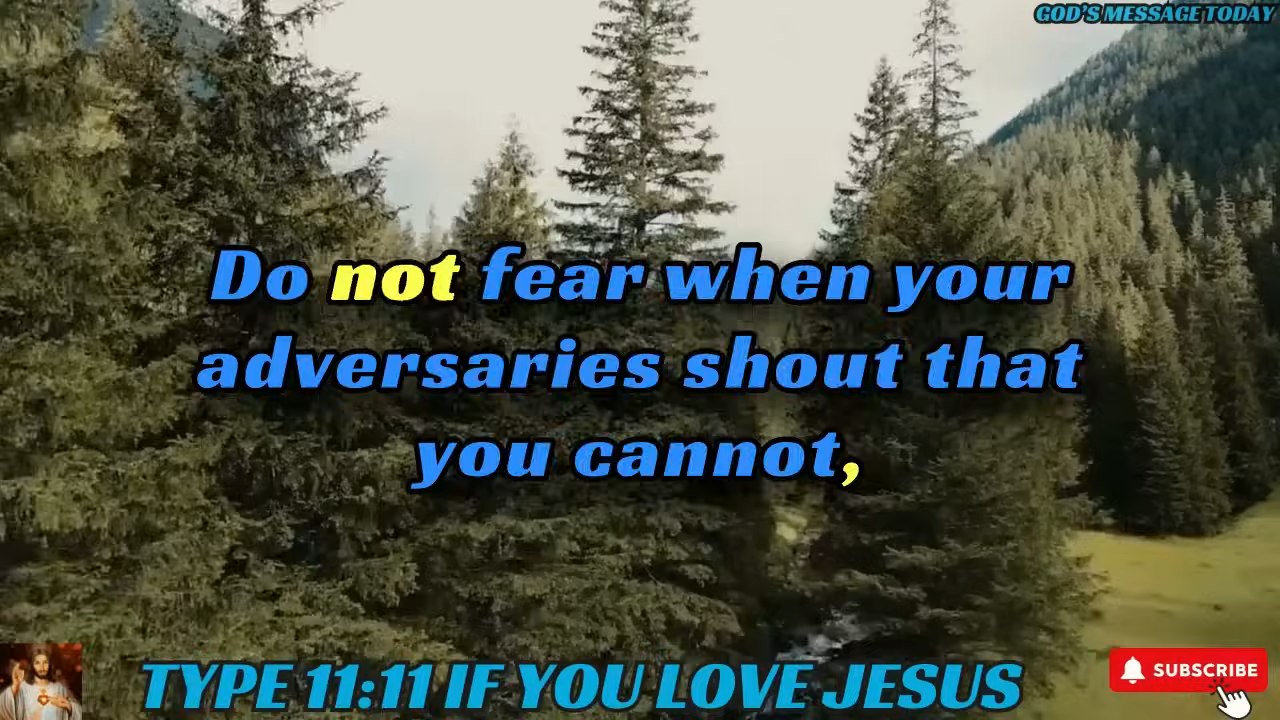 GOD'S MESSAGE TODAY
Do not fear when your
adversaries shout that
you cannot,
TYPE 11:11 IF YOU LOVE JESUS
SUBSCRIBE